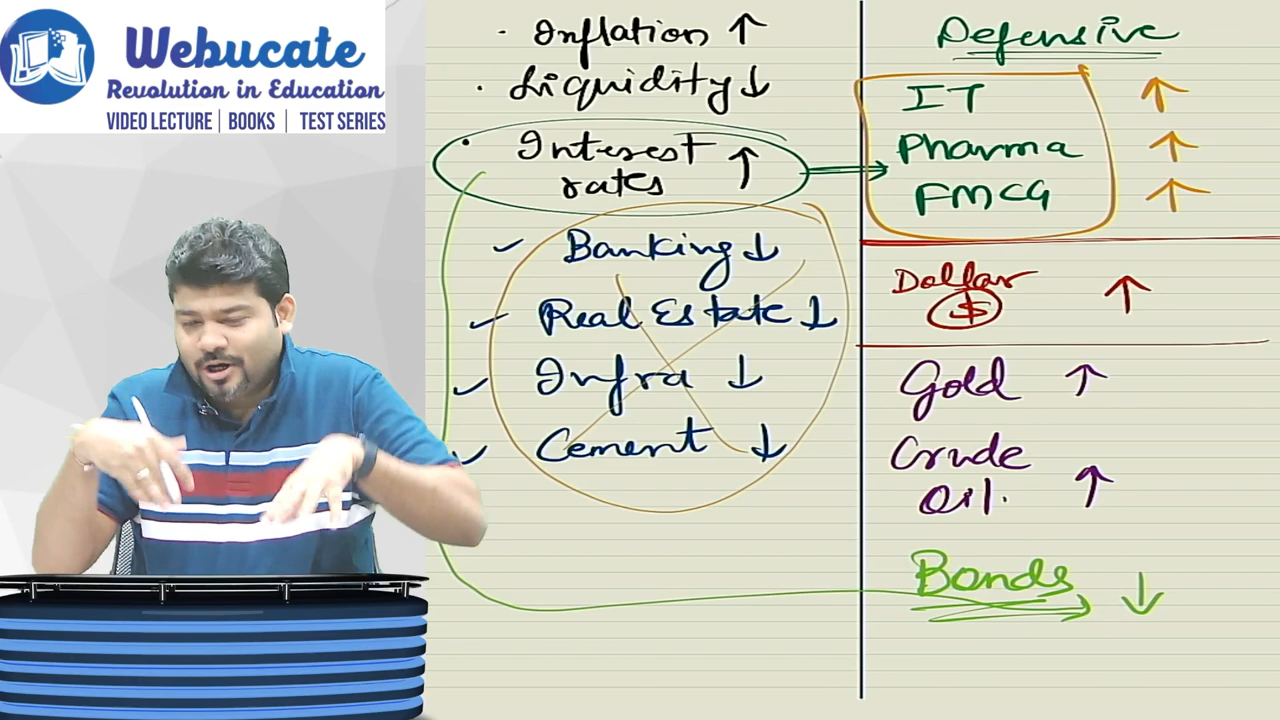 Webucate
Revolution in Education
VIDEO LECTURE | BOOKS | TEST SERIES
· Inflation ↑
· Liquidity ↓
· Interest ↑
rates
✓ Banking ↓
✓ Real Estate ↓
✓ Infra ↓
✓ Cement ↓
Defensive
IT ↑
Pharma ↑
FMCG ↑
Dollar ↑
$
Gold ↑
Crude
Oil. ↑
Bonds ↓